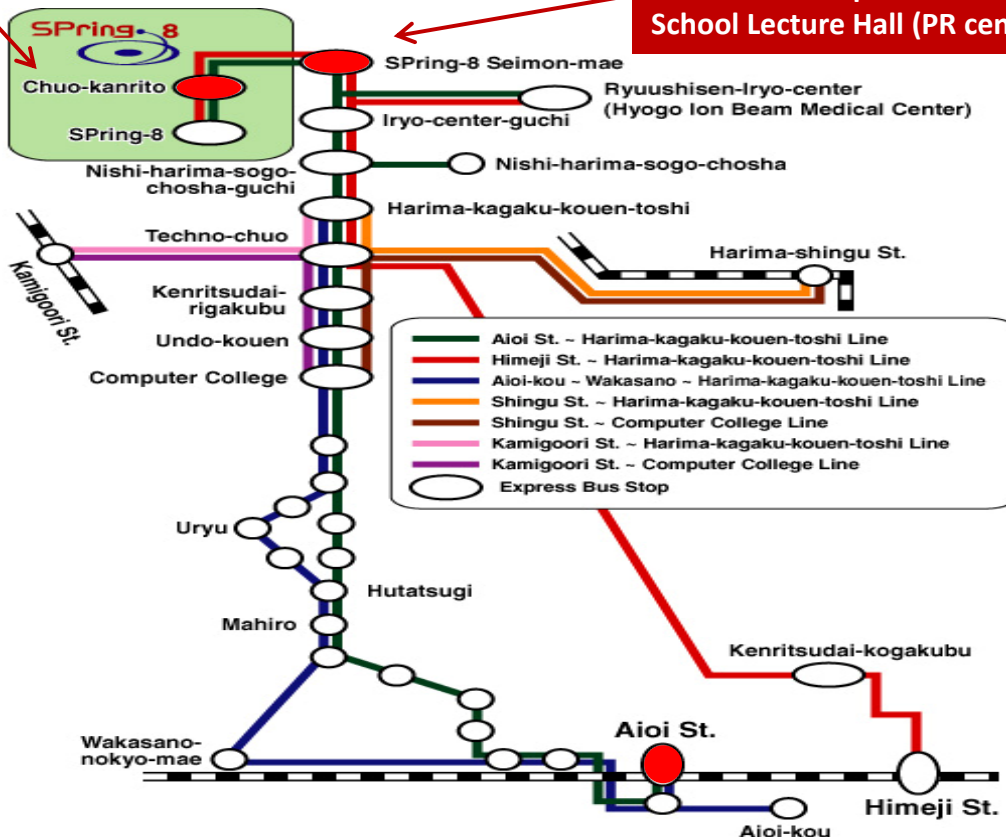 School Lecture Hall (PR cen
SPring. 8
SPring-8 Seimon-mae
Chuo-kanrito
SPring-8
Ryuushisen-Iryo-center
(Hyogo Ion Beam Medical Center)
Iryo-center-guchi
Nishi-harima-sogo-
chosha-guchi
Nishi-harima-sogo-chosha
Harima-kagaku-kouen-toshi
Techno-chuo
Harima-shingu St.
Kamigoori St.
Kenritsudai-
rigakubu
Undo-kouen
Computer College
Aioi St. ~ Harima-kagaku-kouen-toshi Line
Himeji St. ~ Harima-kagaku-kouen-toshi Line
Aioi-kou ~ Wakasano ~ Harima-kagaku-kouen-toshi Line
Shingu St. ~ Harima-kagaku-kouen-toshi Line
Shingu St. ~ Computer College Line
Kamigoori St. ~ Harima-kagaku-kouen-toshi Line
Kamigoori St. ~ Computer College Line
Express Bus Stop
Uryu
Hutatsugi
Mahiro
Kenritsudai-kogakubu
Wakasano-
nokyo-mae
Aioi St.
Himeji St.
Aioi-kou